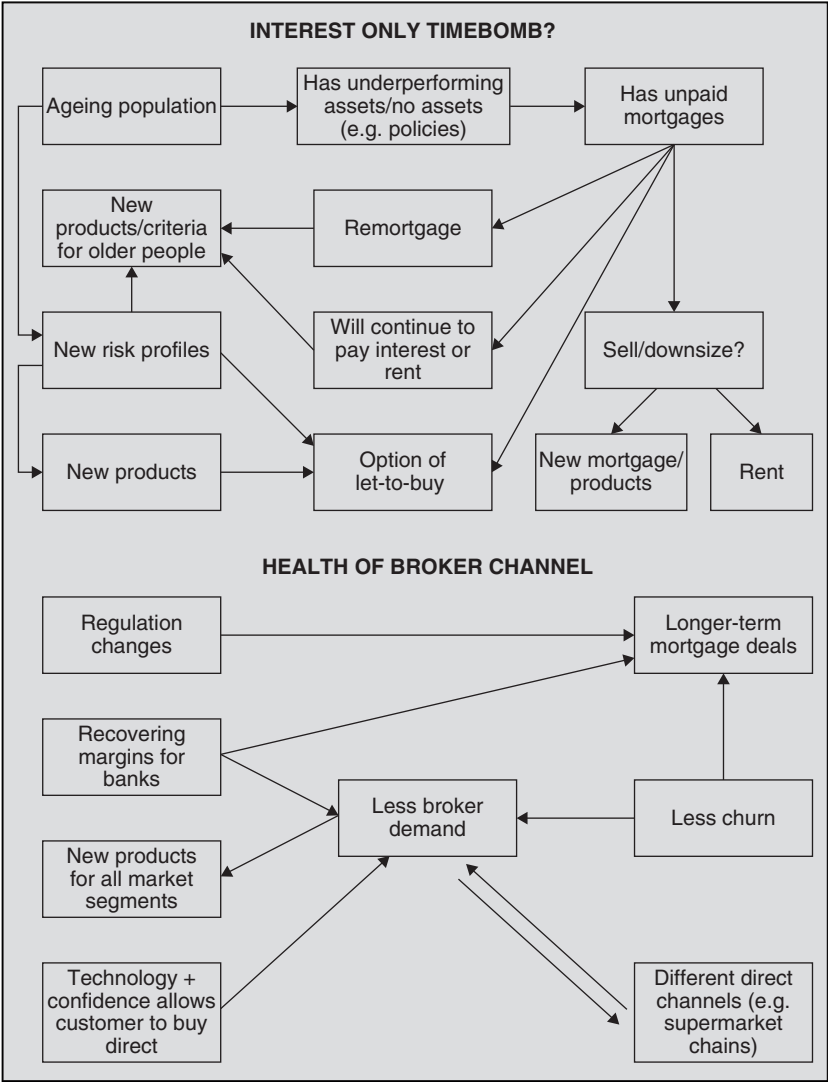 INTEREST ONLY TIMEBOMB?
Ageing population
Has underperforming
assets/no assets
(e.g. policies)
Has unpaid
mortgages
New
products/criteria
for older people
Remortgage
New risk profiles
Will continue to
pay interest or
rent
Sell/downsize?
New products
Option of
let-to-buy
New mortgage/
products
Rent
HEALTH OF BROKER CHANNEL
Regulation
changes
Longer-term
mortgage deals
Recovering
margins for
banks
Less broker
demand
Less churn
New products
for all market
segments
Technology +
confidence allows
customer to buy
direct
Different direct
channels (e.g.
supermarket
chains)